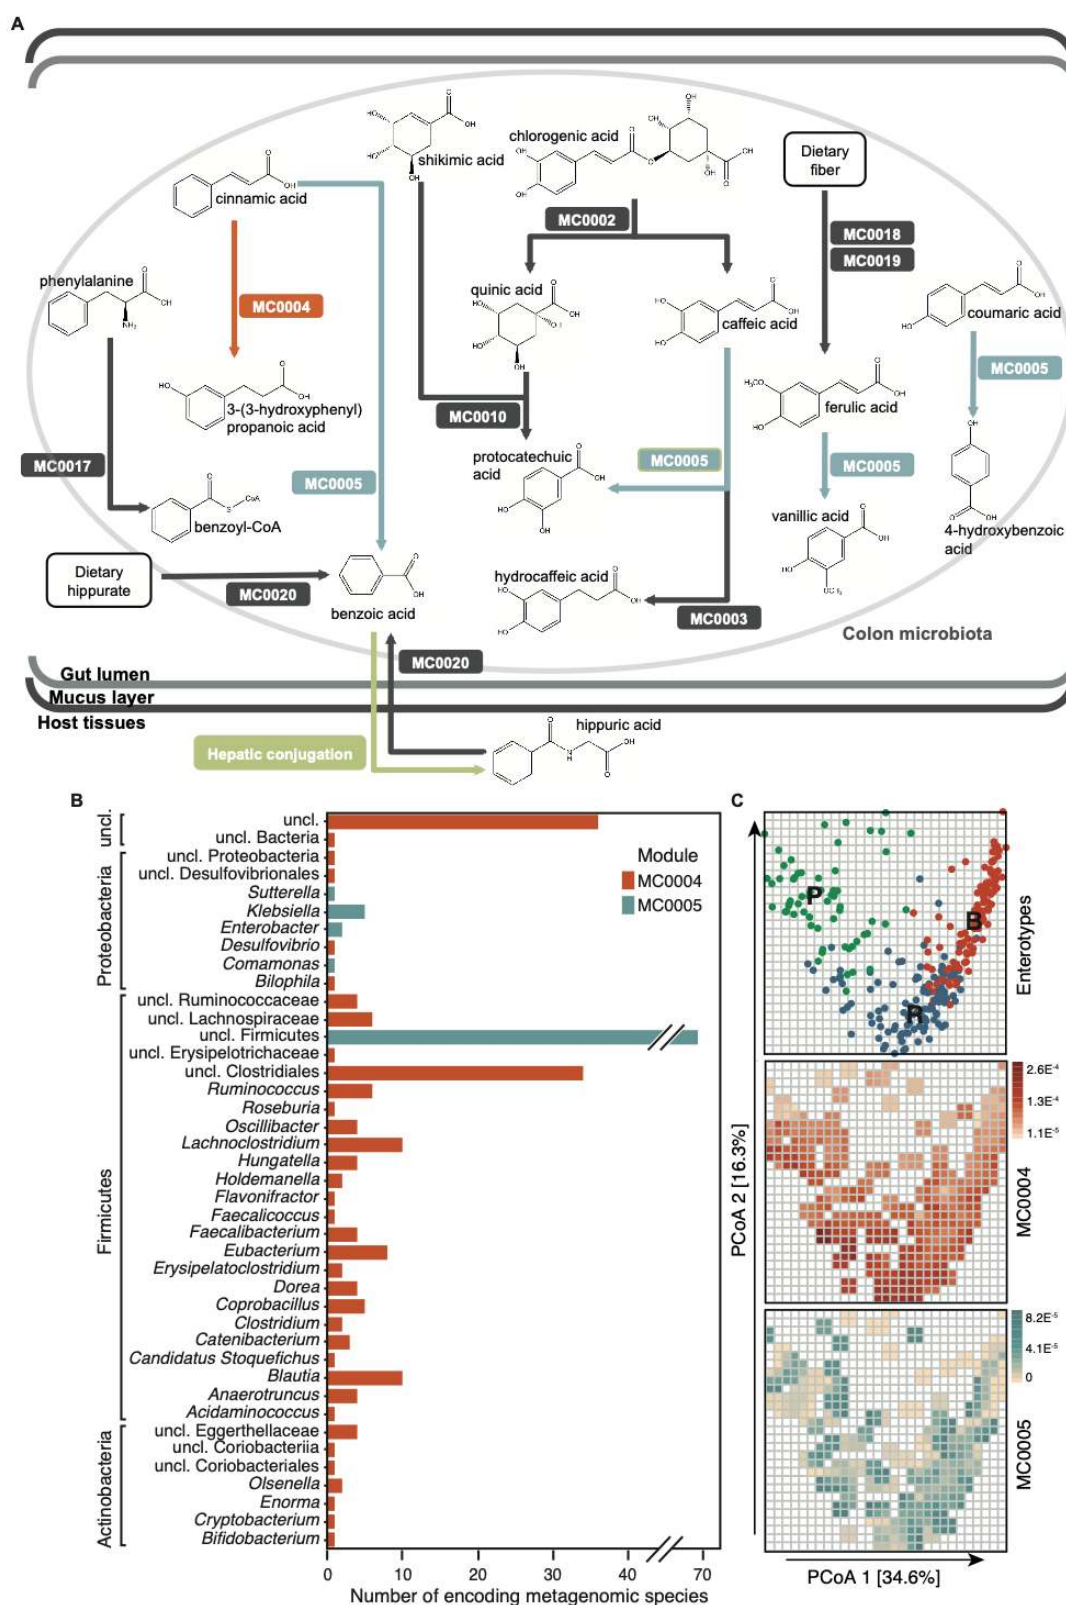 A
shikimic acid
chlorogenic acid
Dietary
fiber
cinnamic acid
MC0002
MC0018
MC0019
phenylalanine
MC0004
quinic acid
caffeic acid
coumaric acid
MC0005
3-(3-hydroxyphenyl)
propanoic acid
MC0010
ferulic acid
MC0017
MC0005
protocatechuic
acid
MC0005
MC0005
benzoyl-CoA
vanillic acid
4-hydroxybenzoic
acid
Dietary
hippurate
MC0020
benzoic acid
hydrocaffeic acid
MC0003
Colon microbiota
MC0020
Gut lumen
Mucus layer
Host tissues
Hepatic conjugation
hippuric acid
B
uncl.
uncl.
uncl. Bacteria
Proteobacteria
uncl. Proteobacteria
uncl. Desulfovibrionales
Sutterella
Klebsiella
Enterobacter
Desulfovibrio
Comamonas
Bilophila
Firmicutes
uncl. Ruminococcaceae
uncl. Lachnospiraceae
uncl. Firmicutes
uncl. Erysipelotrichaceae
uncl. Clostridiales
Ruminococcus
Roseburia
Oscillibacter
Lachnoclostridium
Hungatella
Holdemanella
Flavonifractor
Faecalicoccus
Faecalibacterium
Eubacterium
Erysipelatoclostridium
Dorea
Coprobacillus
Clostridium
Catenibacterium
Candidatus Stoquefichus
Blautia
Anaerotruncus
Acidaminococcus
Actinobacteria
uncl. Eggerthellaceae
uncl. Coriobacteriia
uncl. Coriobacteriales
Olsenella
Enorma
Cryptobacterium
Bifidobacterium
Module
MC0004
MC0005
0 10 20 30 40 70
Number of encoding metagenomic species
C
P
B
R
Enterotypes
2.6E-4
1.3E-4
1.1E-5
MC0004
8.2E-5
4.1E-5
0
MC0005
PCoA 2 [16.3%]
PCoA 1 [34.6%]